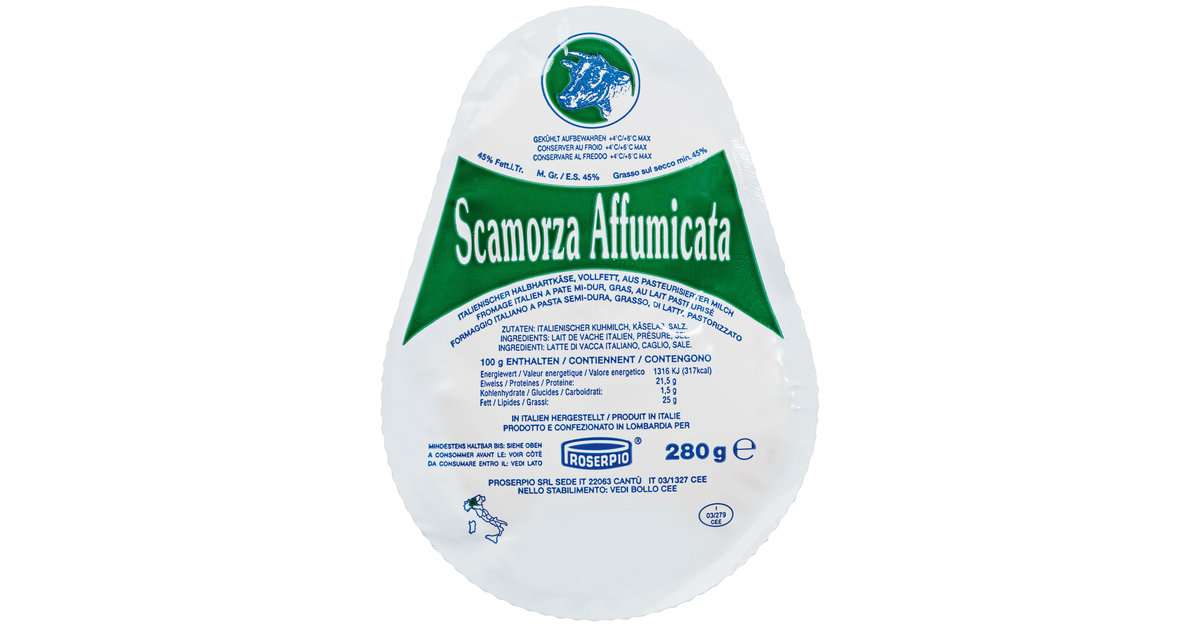 GEKÜHLT AUFBEWAHREN +4°C/+6°C MAX
CONSERVER AU FROID +4°C/+6°C MAX
CONSERVARE AL FREDDO +4°C/+6°C MAX
45% Fett.i.Tr. M. Gr. / E.S. 45% Grasso sul secco min. 45%
Scamorza Affumicata
ITALIENISCHER HALBHARTKÄSE, VOLLFETT, AUS PASTEURISIERTER MILCH
FROMAGE ITALIEN A PATE MI-DUR, GRAS, AU LAIT PASTEURISÉ
FORMAGGIO ITALIANO A PASTA SEMI-DURA, GRASSO, DI LATTE PASTORIZZATO
ZUTATEN: ITALIENISCHER KUHMILCH, KÄSELAB, SALZ.
INGREDIENTS: LAIT DE VACHE ITALIEN, PRÉSURE, SEL.
INGREDIENTI: LATTE DI VACCA ITALIANO, CAGLIO, SALE.
100 g ENTHALTEN / CONTIENNENT / CONTENGONO
Energiewert / Valeur energetique / Valore energetico 1316 KJ (317kcal)
Eiweiss / Proteines / Proteine: 21,5 g
Kohlenhydrate / Glucides / Carboidrati: 1,5 g
Fett / Lipides / Grassi: 25 g
IN ITALIEN HERGESTELLT / PRODUIT IN ITALIE
PRODOTTO E CONFEZIONATO IN LOMBARDIA PER
MINDESTENS HALTBAR BIS: SIEHE OBEN
A CONSOMMER AVANT LE: VOIR CÔTÉ
DA CONSUMARE ENTRO IL: VEDI LATO
ROSERPIO ®
280 g ℮
PROSERPIO SRL SEDE IT 22063 CANTÙ IT 03/1327 CEE
NELLO STABILIMENTO: VEDI BOLLO CEE
I
03/279
CEE